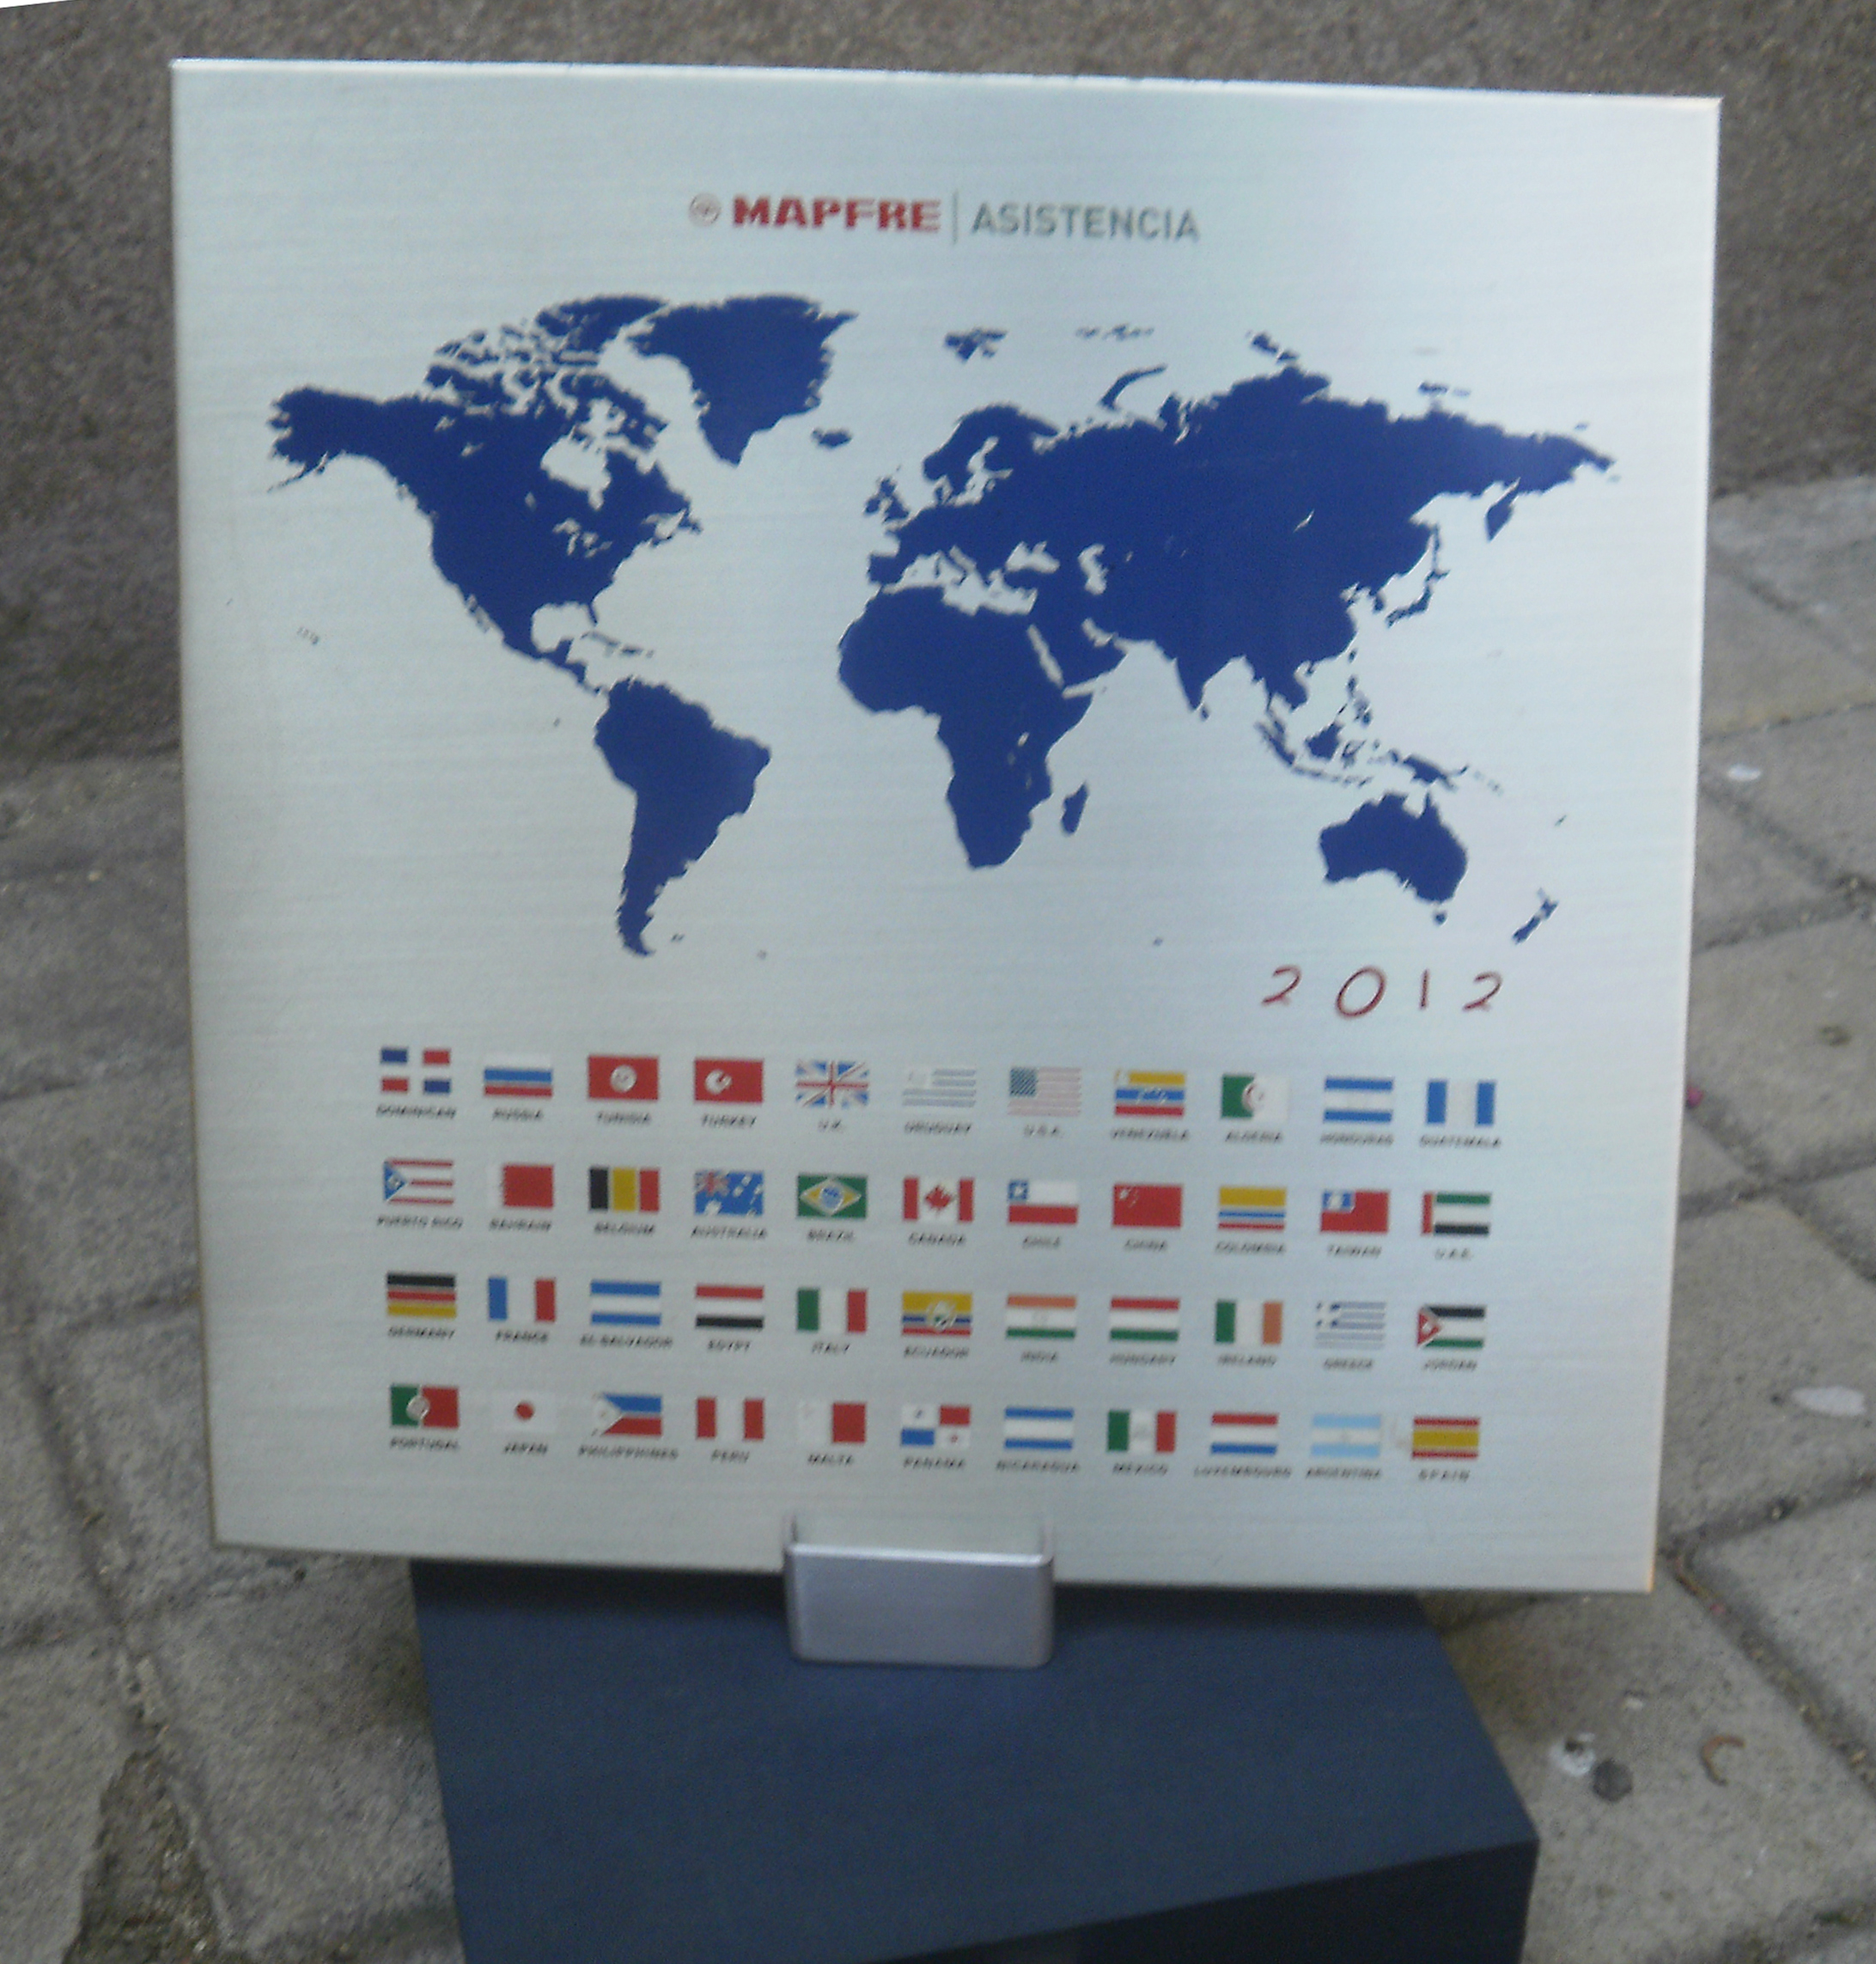 MAPFRE | ASISTENCIA
2012
DOMINICAN RUSSIA TUNISIA TURKEY U.K. URUGUAY U.S.A. VENEZUELA ALGERIA HONDURAS GUATEMALA
PUERTO RICO BAHRAIN BELGIUM AUSTRALIA BRAZIL CANADA CHILE CHINA COLOMBIA TAIWAN U.A.E.
GERMANY FRANCE EL SALVADOR EGYPT ITALY ECUADOR INDIA HUNGARY IRELAND GREECE JORDAN
PORTUGAL JAPAN PHILIPPINES PERU MALTA PANAMA NICARAGUA MEXICO LUXEMBOURG ARGENTINA SPAIN